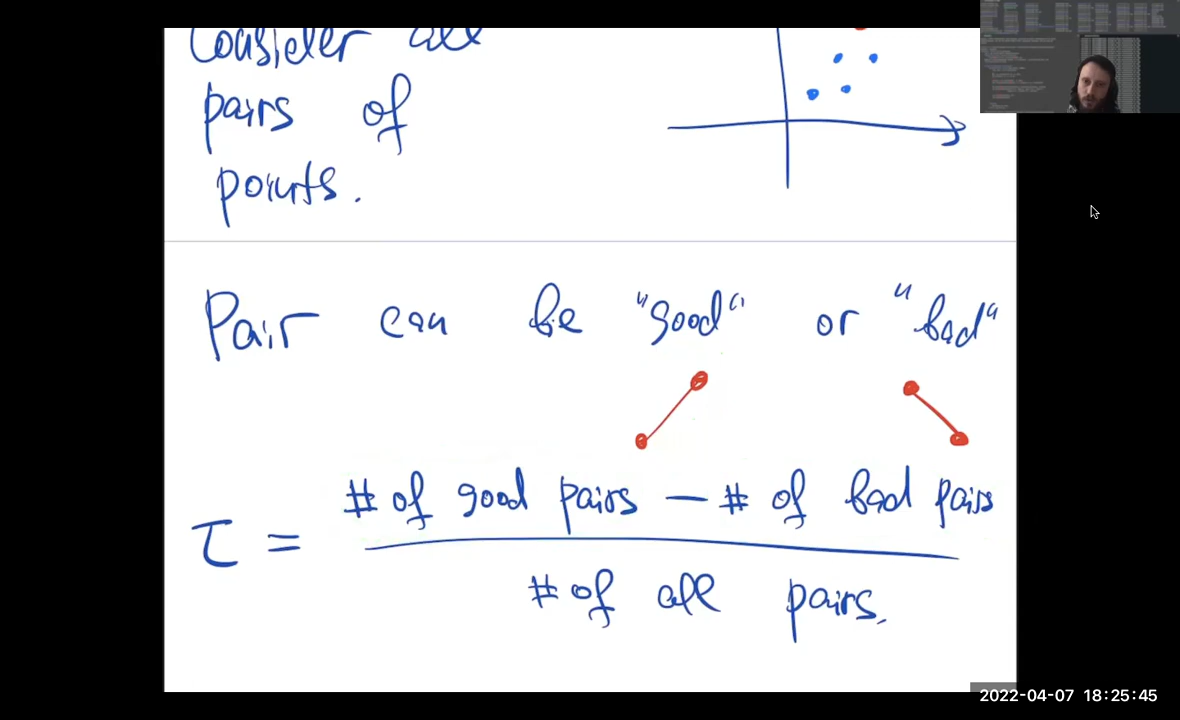 Consider all
pairs of
points.
Pair can be "good" or "bad"
τ = # of good pairs — # of bad pairs
# of all pairs.
2022-04-07 18:25:45